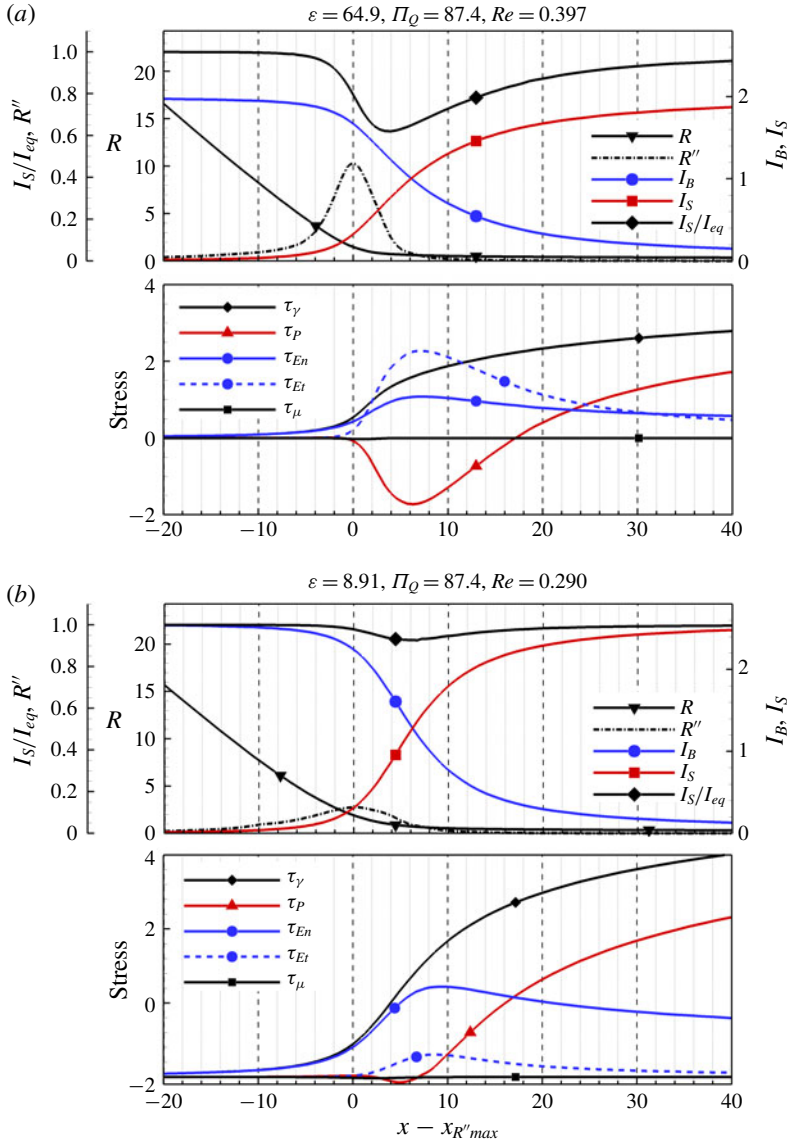 (a)
ε = 64.9, Π_Q = 87.4, Re = 0.397
I_S/I_eq, R″
1.0
0.8
0.6
0.4
0.2
0
R
20
15
10
5
0
R
R″
I_B
I_S
I_S/I_eq
I_B, I_S
2
1
0
Stress
4
2
0
−2
τ_γ
τ_P
τ_En
τ_Et
τ_μ
−20 −10 0 10 20 30 40
(b)
ε = 8.91, Π_Q = 87.4, Re = 0.290
I_S/I_eq, R″
1.0
0.8
0.6
0.4
0.2
0
R
20
15
10
5
0
R
R″
I_B
I_S
I_S/I_eq
I_B, I_S
2
1
0
Stress
4
2
0
−2
τ_γ
τ_P
τ_En
τ_Et
τ_μ
−20 −10 0 10 20 30 40
x − x_R″max